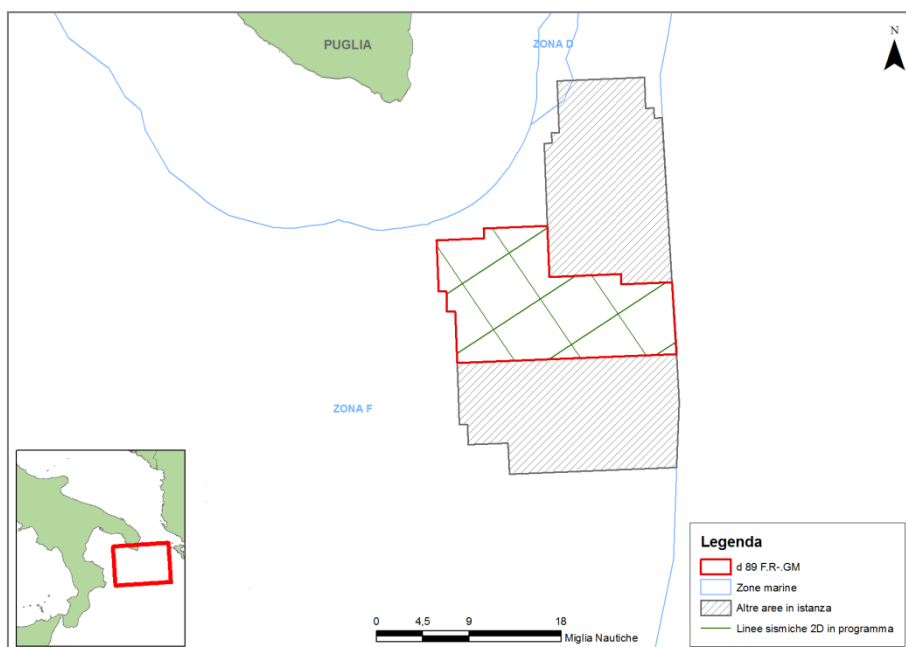 PUGLIA
ZONA D
N
ZONA F
Legenda
d 89 F.R-.GM
Zone marine
Altre aree in istanza
Linee sismiche 2D in programma
0 4,5 9 18
Miglia Nautiche